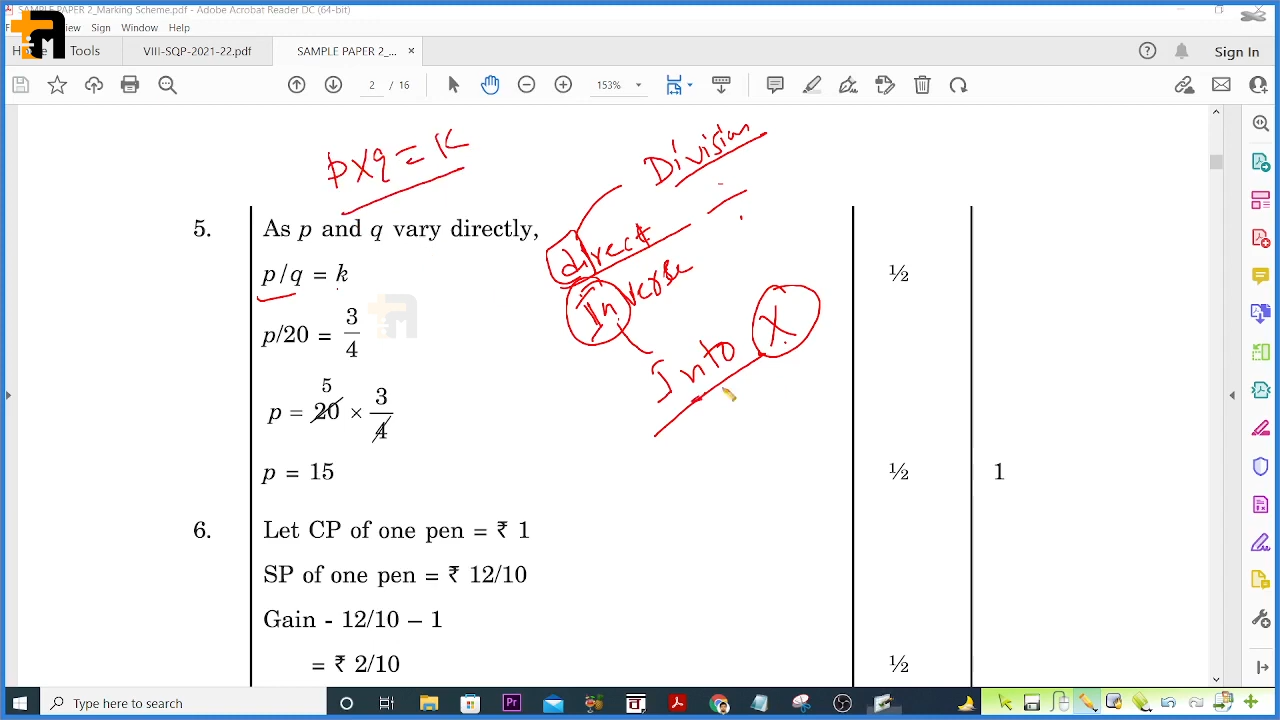 SAMPLE PAPER 2_Marking Scheme.pdf - Adobe Acrobat Reader DC (64-bit)
Sign Window Help
Tools VIII-SQP-2021-22.pdf SAMPLE PAPER 2_... × Sign In
2 / 16 153%
p×q = K
Division
÷
direct
Inverse
Into X
5. As p and q vary directly,
p/q = k ½
p/20 = 3/4
p = 20 × 3/4
5
p = 15 ½ 1
6. Let CP of one pen = ₹ 1
SP of one pen = ₹ 12/10
Gain - 12/10 – 1
= ₹ 2/10 ½
Type here to search